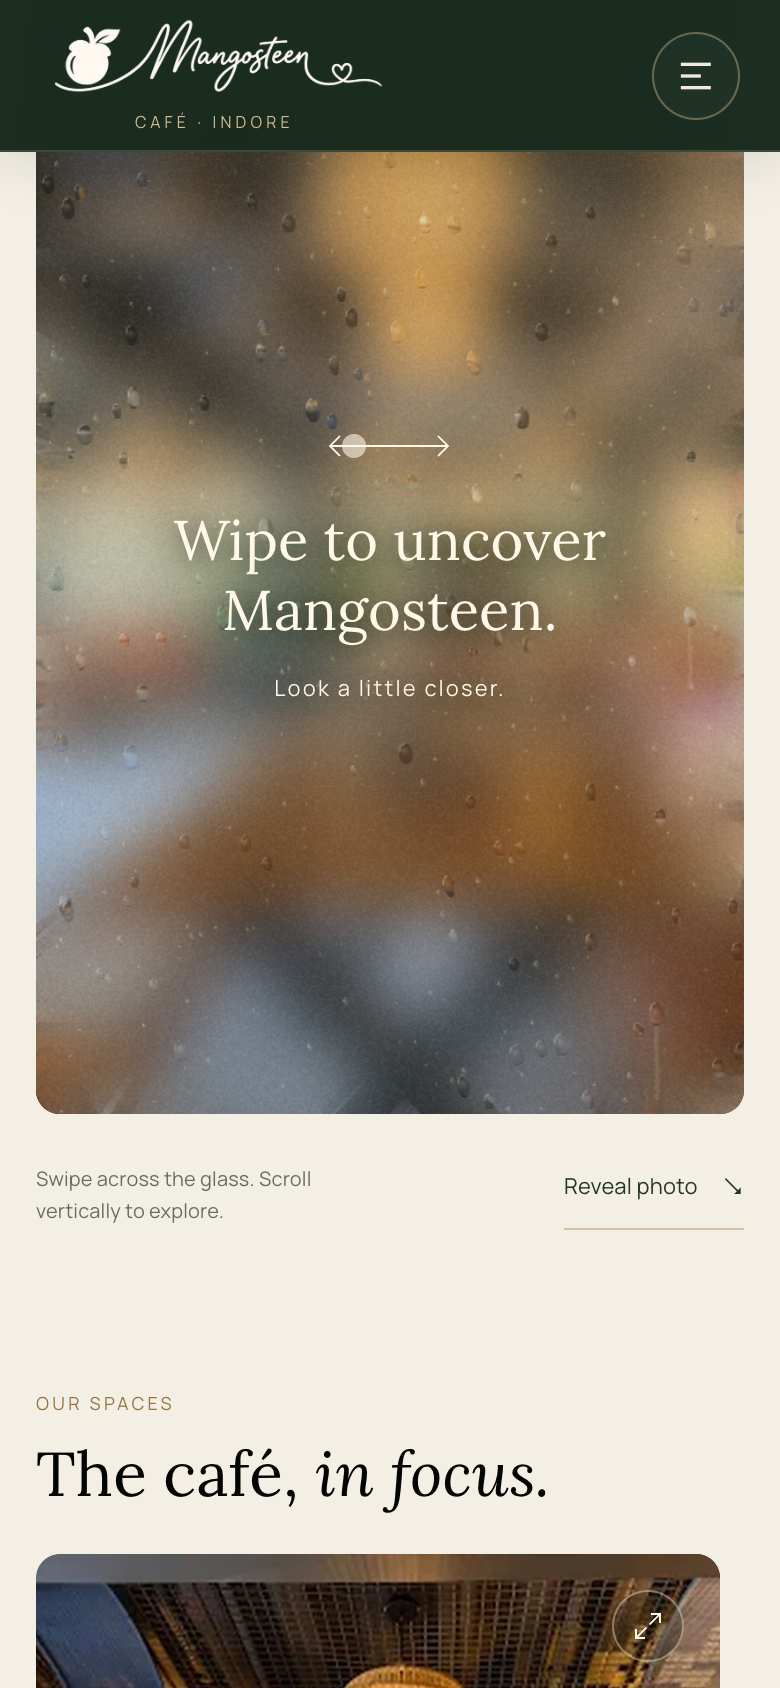 Mangosteen
CAFÉ · INDORE
Wipe to uncover
Mangosteen.
Look a little closer.
Swipe across the glass. Scroll
vertically to explore.
Reveal photo
OUR SPACES
The café, in focus.